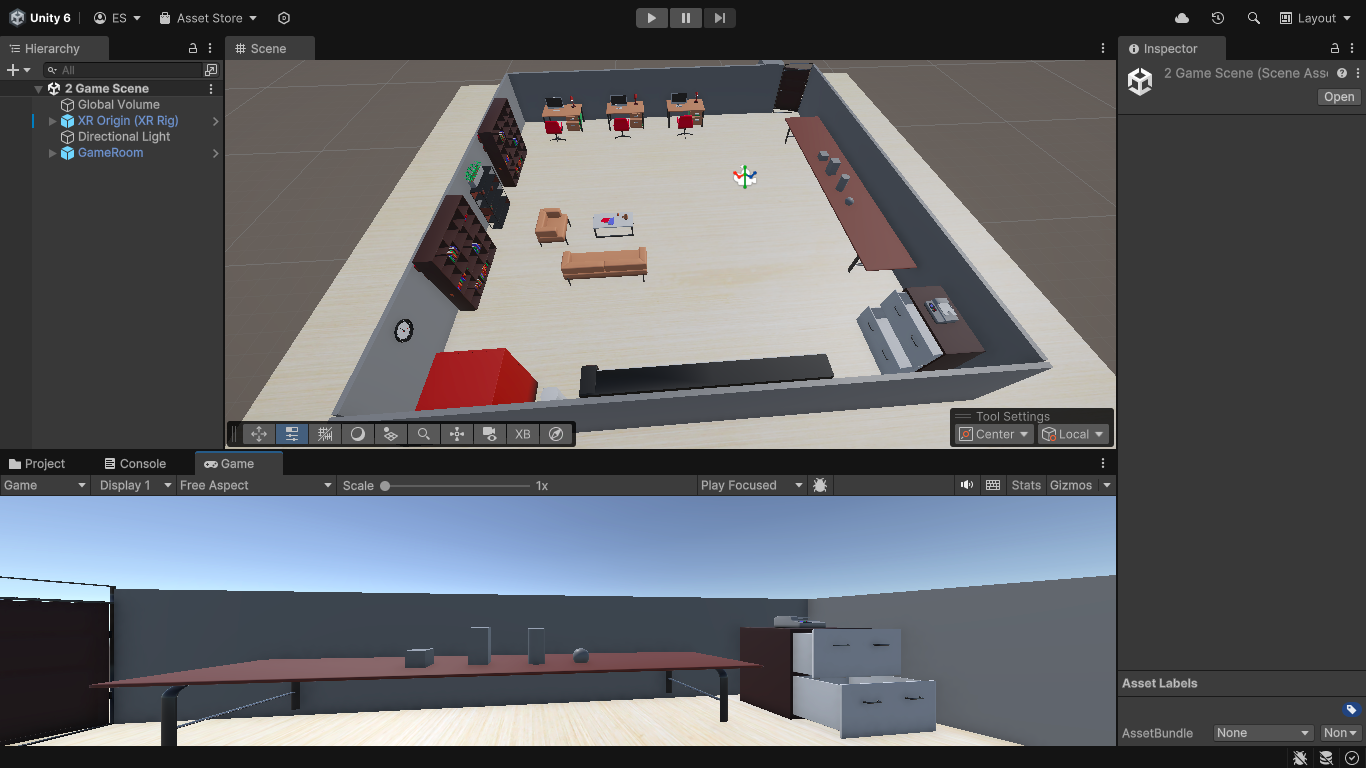 Unity 6
ES
Asset Store
Layout
Hierarchy
Scene
Inspector
All
2 Game Scene
Global Volume
XR Origin (XR Rig)
Directional Light
GameRoom
2 Game Scene (Scene Ass
Open
XB
Tool Settings
Center
Local
Project
Console
Game
Game
Display 1
Free Aspect
Scale
1x
Play Focused
Stats
Gizmos
Asset Labels
AssetBundle
None
Non